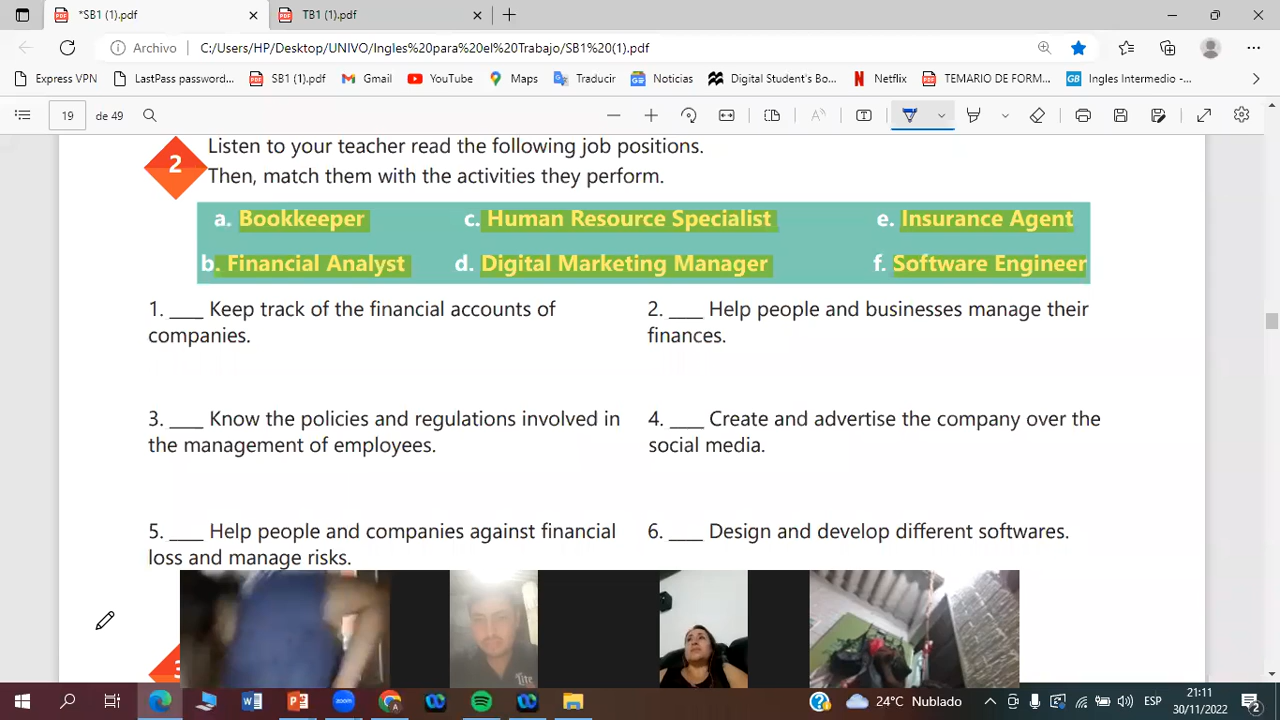 *SB1 (1).pdf
TB1 (1).pdf
Archivo C:/Users/HP/Desktop/UNIVO/Ingles%20para%20el%20Trabajo/SB1%20(1).pdf
Express VPN LastPass password... SB1 (1).pdf Gmail YouTube Maps Traducir Noticias Digital Student's Bo... Netflix TEMARIO DE FORM... Ingles Intermedio -...
19 de 49
2 Listen to your teacher read the following job positions.
Then, match them with the activities they perform.
a. Bookkeeper c. Human Resource Specialist e. Insurance Agent
b. Financial Analyst d. Digital Marketing Manager f. Software Engineer
1. ____ Keep track of the financial accounts of
companies.
2. ____ Help people and businesses manage their
finances.
3. ____ Know the policies and regulations involved in
the management of employees.
4. ____ Create and advertise the company over the
social media.
5. ____ Help people and companies against financial
loss and manage risks.
6. ____ Design and develop different softwares.
24°C Nublado
ESP
21:11
30/11/2022